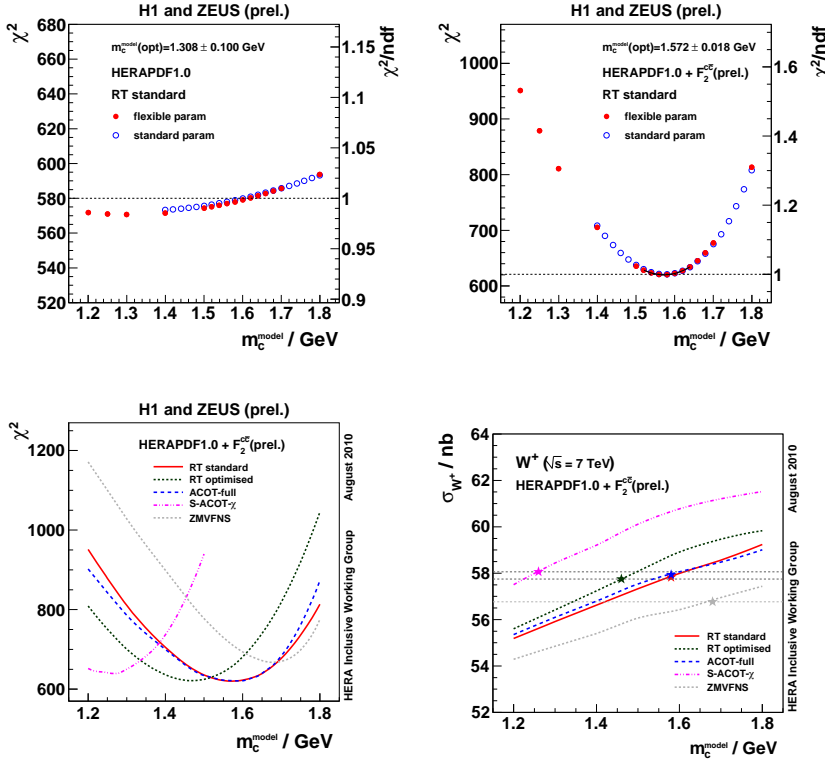 H1 and ZEUS (prel.)
χ²
680
660
640
620
600
580
560
540
520
m_c^model(opt)=1.308 ± 0.100 GeV
HERAPDF1.0
RT standard
flexible param
standard param
1.2 1.3 1.4 1.5 1.6 1.7 1.8
m_c^model / GeV
χ²/ndf
1.15
1.1
1.05
1
0.95
0.9
H1 and ZEUS (prel.)
χ²
1000
900
800
700
600
m_c^model(opt)=1.572 ± 0.018 GeV
HERAPDF1.0 + F_2^cc̄(prel.)
RT standard
flexible param
standard param
1.2 1.3 1.4 1.5 1.6 1.7 1.8
m_c^model / GeV
χ²/ndf
1.6
1.4
1.2
1
H1 and ZEUS (prel.)
χ²
1200
1000
800
600
HERAPDF1.0 + F_2^cc̄(prel.)
RT standard
RT optimised
ACOT-full
S-ACOT-χ
ZMVFNS
1.2 1.4 1.6 1.8
m_c^model / GeV
HERA Inclusive Working Group August 2010
σ_W⁺ / nb
64
62
60
58
56
54
52
W⁺ (√s = 7 TeV)
HERAPDF1.0 + F_2^cc̄(prel.)
RT standard
RT optimised
ACOT-full
S-ACOT-χ
ZMVFNS
1.2 1.4 1.6 1.8
m_c^model / GeV
HERA Inclusive Working Group August 2010